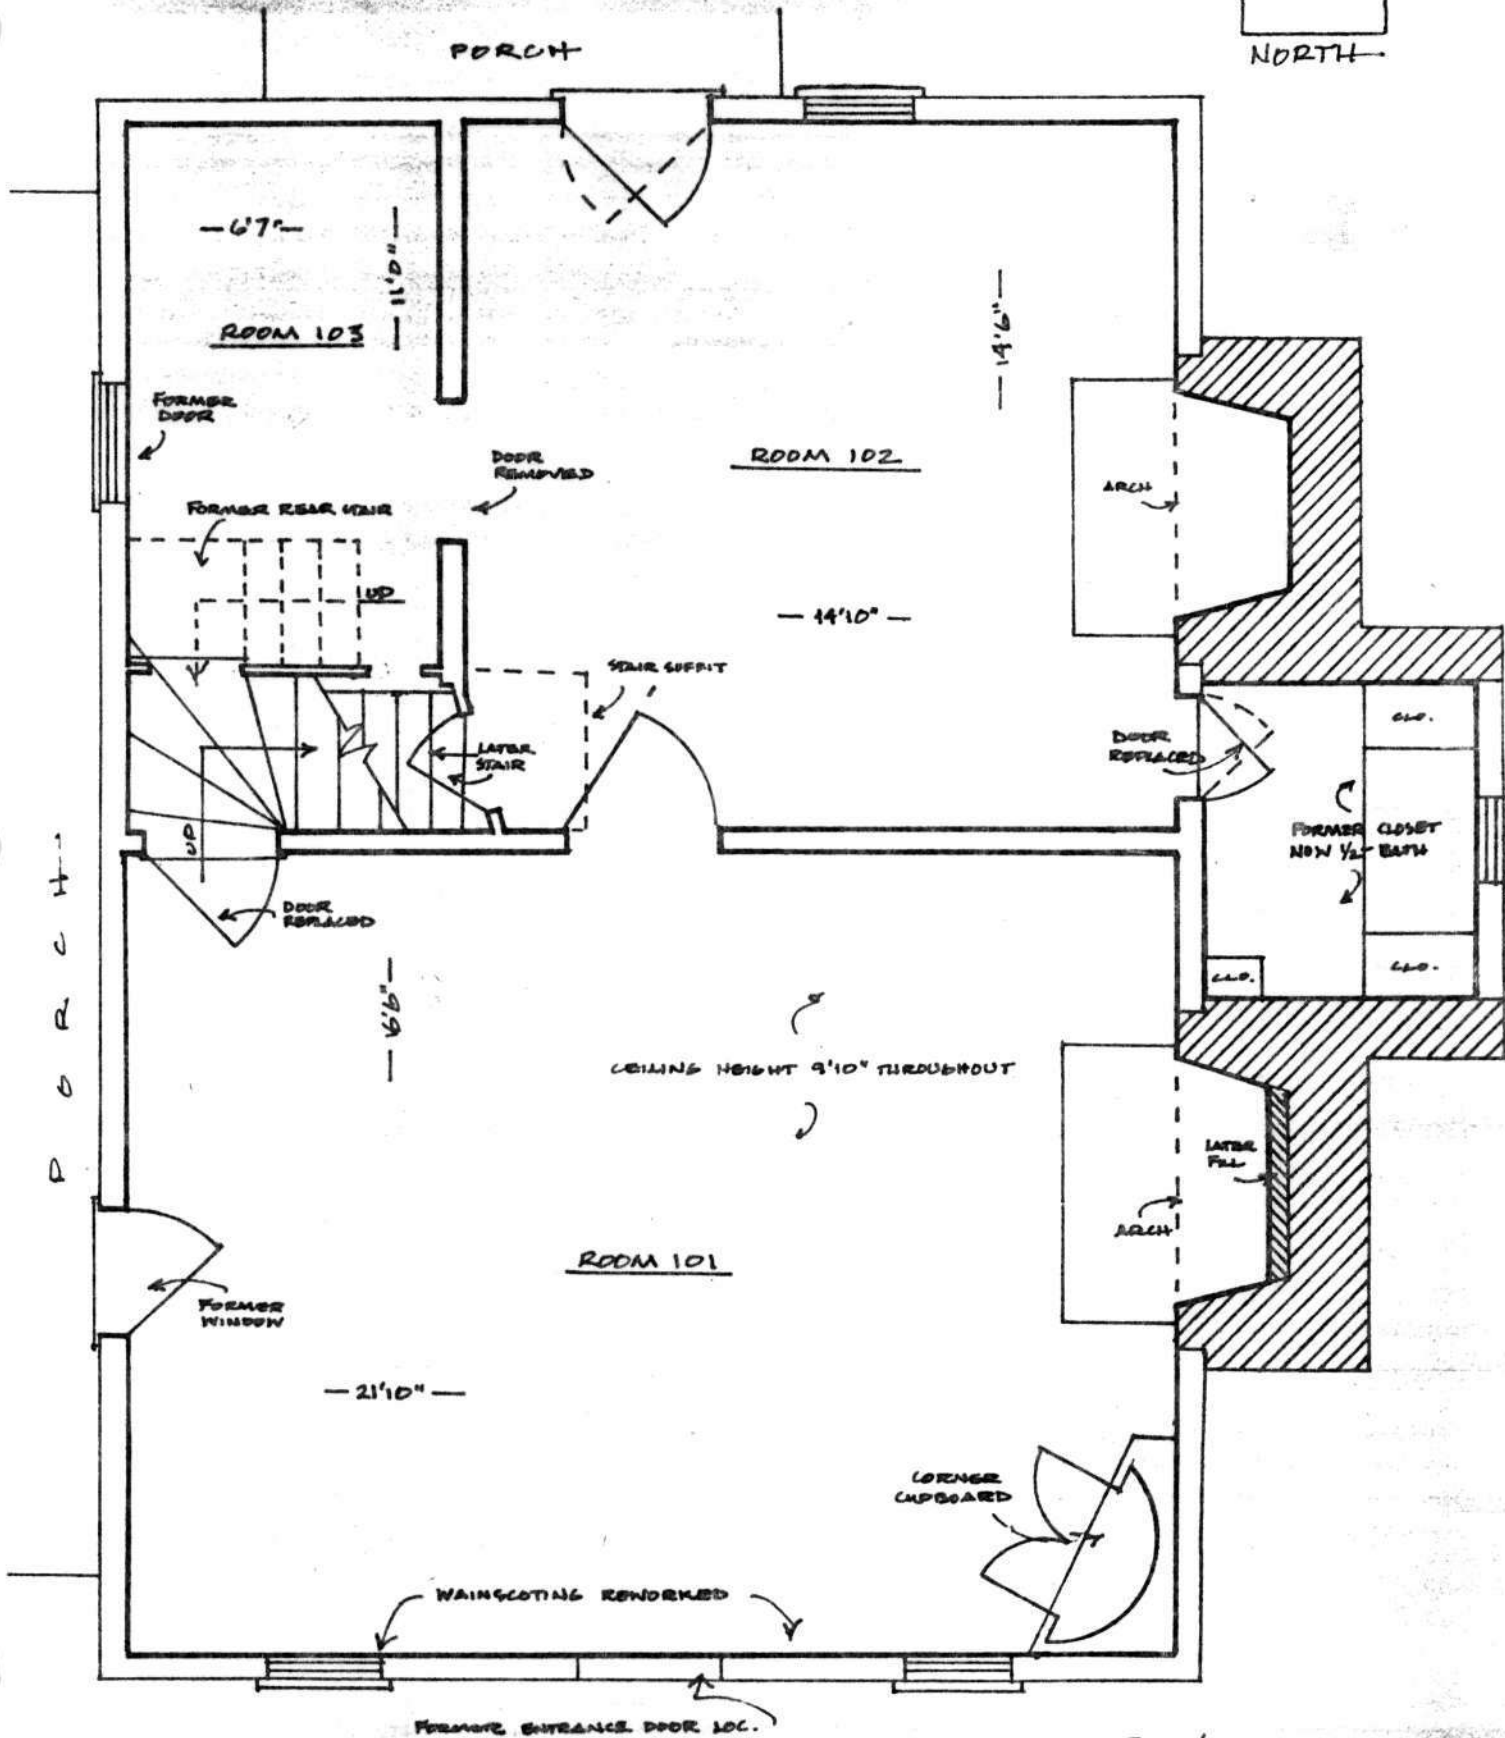 PORCH
NORTH
6'7"
11'0"
ROOM 103
14'6"
FORMER
DOOR
DOOR
REMOVED
ROOM 102
ARCH
FORMER REAR STAIR
UP
14'10"
STAIR SOFFIT
LATER
STAIR
DOOR
REPLACED
CLO.
FORMER CLOSET
NOW 1/2 BATH
UP
DOOR
REPLACED
PORCH
CLO.
CLO.
CEILING HEIGHT 9'10" THROUGHOUT
LATER
FILL
ARCH
ROOM 101
FORMER
WINDOW
21'10"
CORNER
CUPBOARD
WAINSCOTING REWORKED
FORMER ENTRANCE DOOR LOC.